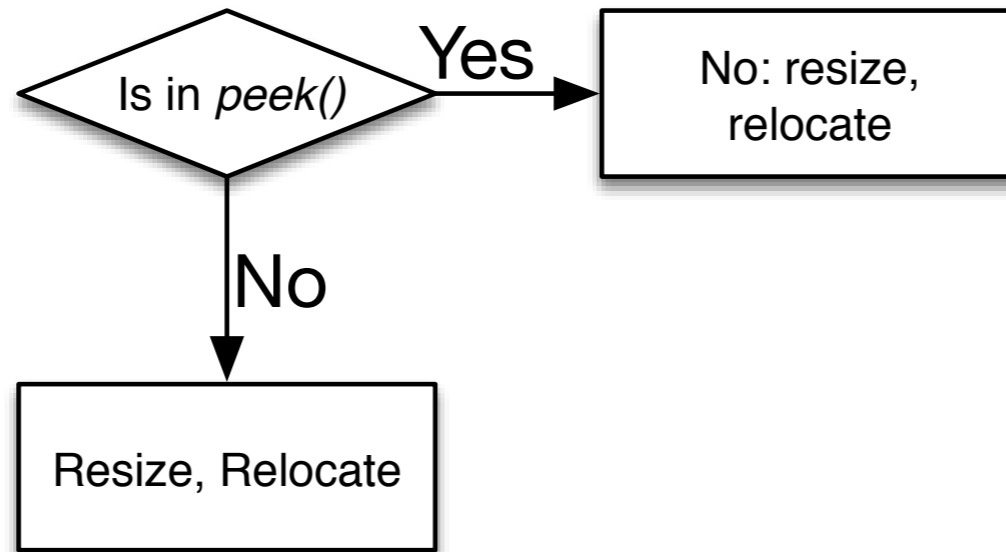 Is in peek()
Yes
No: resize,
relocate
No
Resize, Relocate